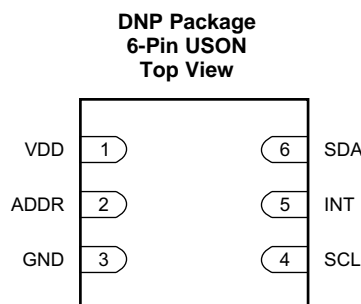 DNP Package
6-Pin USON
Top View
VDD 1 6 SDA
ADDR 2 5 INT
GND 3 4 SCL